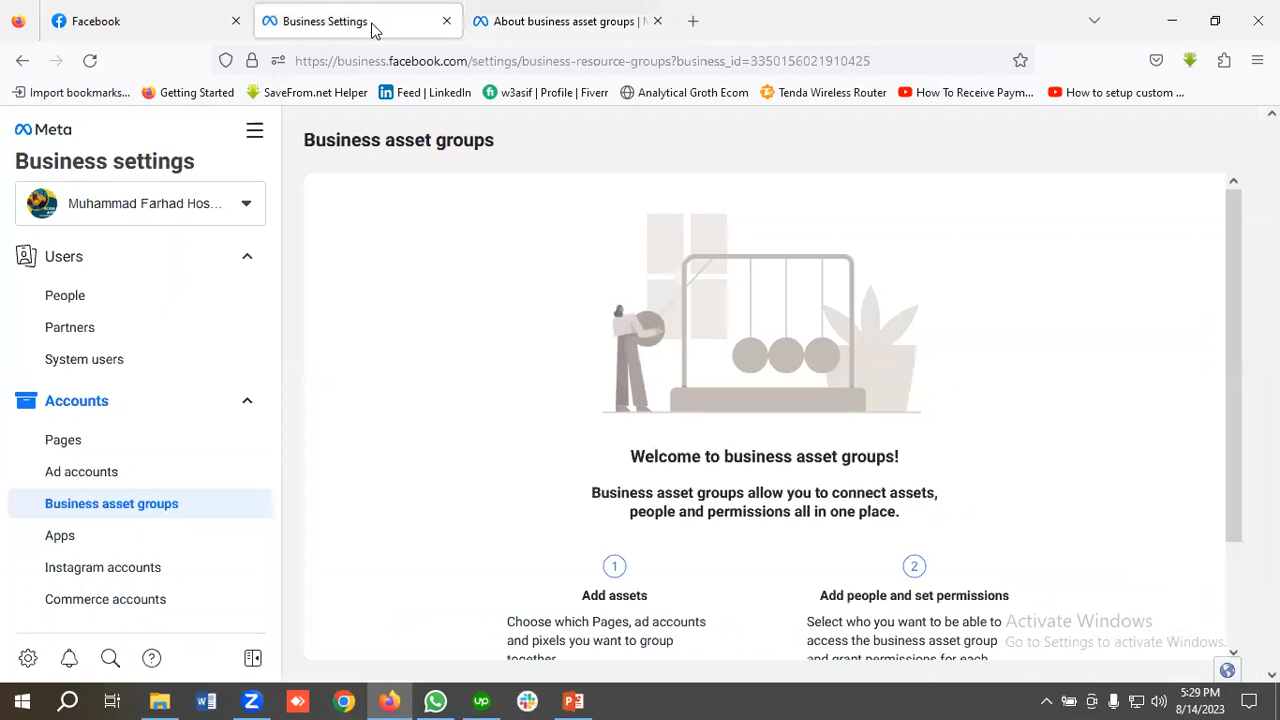 Facebook
Business Settings
About business asset groups |
https://business.facebook.com/settings/business-resource-groups?business_id=3350156021910425
Import bookmarks...
Getting Started
SaveFrom.net Helper
Feed | LinkedIn
w3asif | Profile | Fiverr
Analytical Groth Ecom
Tenda Wireless Router
How To Receive Paym...
How to setup custom ...
Meta
Business settings
Muhammad Farhad Hos...
Users
People
Partners
System users
Accounts
Pages
Ad accounts
Business asset groups
Apps
Instagram accounts
Commerce accounts
Business asset groups
Welcome to business asset groups!
Business asset groups allow you to connect assets,
people and permissions all in one place.
1
Add assets
Choose which Pages, ad accounts
and pixels you want to group
together.
2
Add people and set permissions
Select who you want to be able to
access the business asset group
and grant permissions for each
Activate Windows
Go to Settings to activate Windows.
5:29 PM
8/14/2023